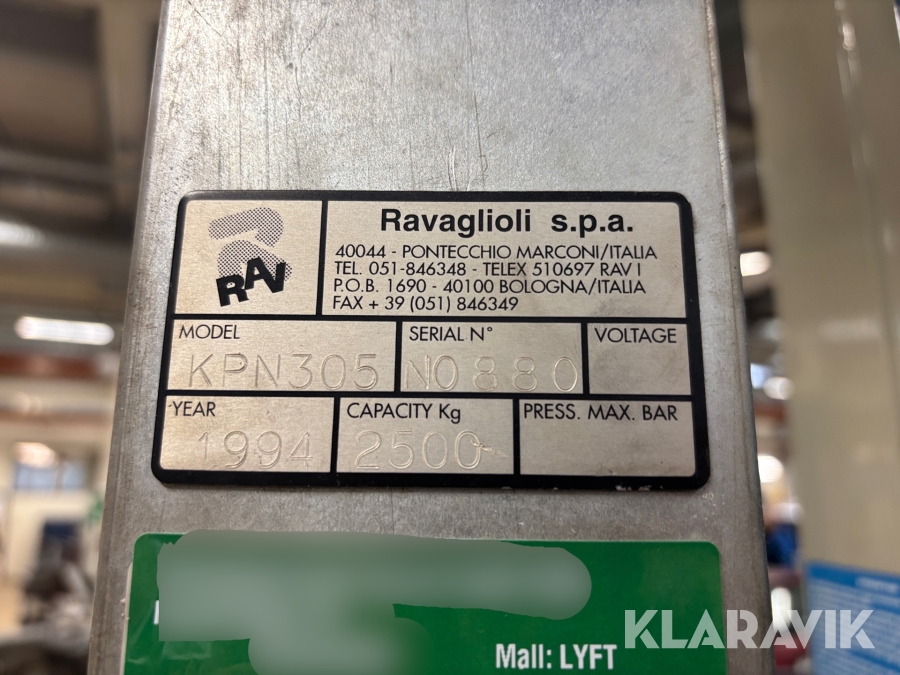 RAV
Ravaglioli s.p.a.
40044 - PONTECCHIO MARCONI/ITALIA
TEL. 051-846348 - TELEX 510697 RAV I
P.O.B. 1690 - 40100 BOLOGNA/ITALIA
FAX + 39 (051) 846349
MODEL
KPN305
SERIAL N°
N0880
VOLTAGE
YEAR
1994
CAPACITY Kg
2500
PRESS. MAX. BAR
Mall: LYFT
KLARAVIK